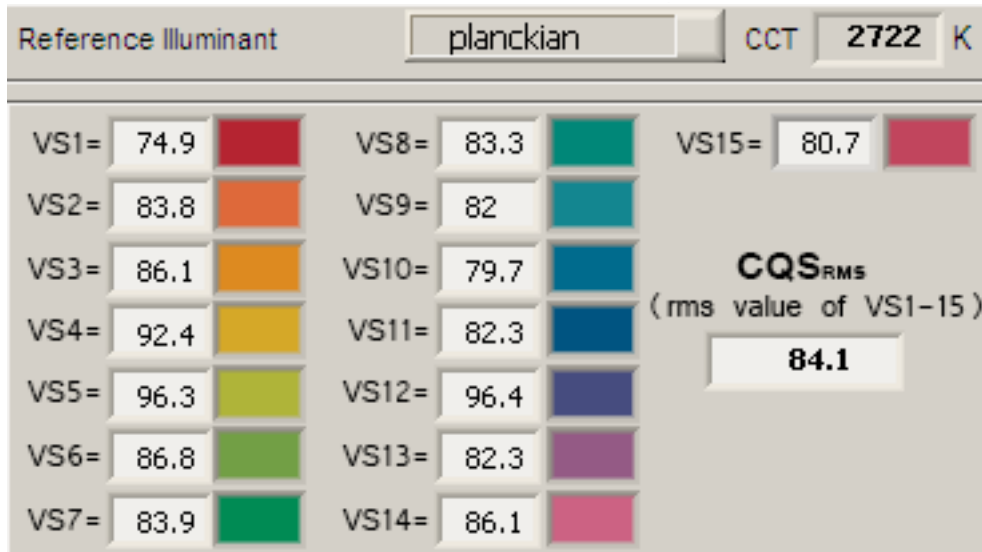 Reference Illuminant planckian CCT 2722 K
VS1= 74.9 VS8= 83.3 VS15= 80.7
VS2= 83.8 VS9= 82
VS3= 86.1 VS10= 79.7 CQSRMS
VS4= 92.4 VS11= 82.3 (rms value of VS1-15)
VS5= 96.3 VS12= 96.4 84.1
VS6= 86.8 VS13= 82.3
VS7= 83.9 VS14= 86.1